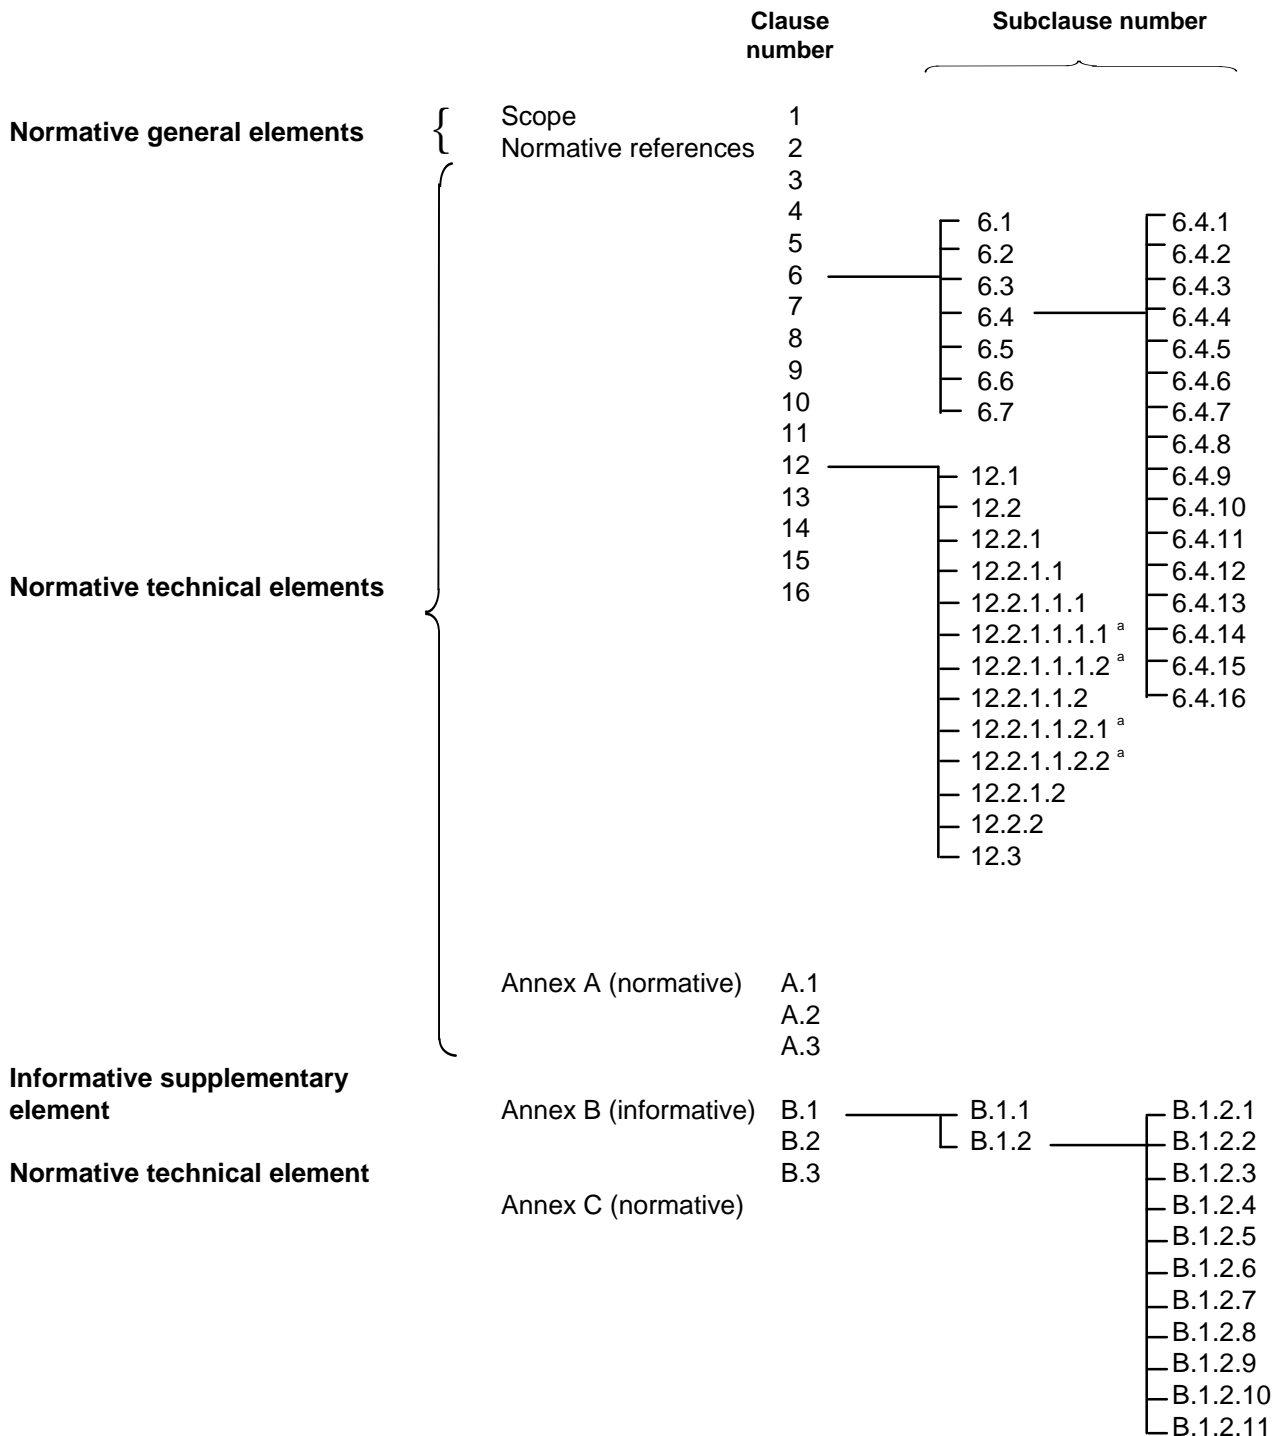 Clause
number
Subclause number
Normative general elements
{
Scope
1
Normative references
2
3
4
5
6
7
8
9
10
11
12
13
14
15
16
6.1
6.2
6.3
6.4
6.5
6.6
6.7
6.4.1
6.4.2
6.4.3
6.4.4
6.4.5
6.4.6
6.4.7
6.4.8
6.4.9
6.4.10
6.4.11
6.4.12
6.4.13
6.4.14
6.4.15
6.4.16
12.1
12.2
12.2.1
12.2.1.1
12.2.1.1.1
12.2.1.1.1.1 a
12.2.1.1.1.2 a
12.2.1.1.2
12.2.1.1.2.1 a
12.2.1.1.2.2 a
12.2.1.2
12.2.2
12.3
Normative technical elements
Annex A (normative)
A.1
A.2
A.3
Informative supplementary
element
Annex B (informative)
B.1
B.2
B.3
B.1.1
B.1.2
B.1.2.1
B.1.2.2
B.1.2.3
B.1.2.4
B.1.2.5
B.1.2.6
B.1.2.7
B.1.2.8
B.1.2.9
B.1.2.10
B.1.2.11
Normative technical element
Annex C (normative)